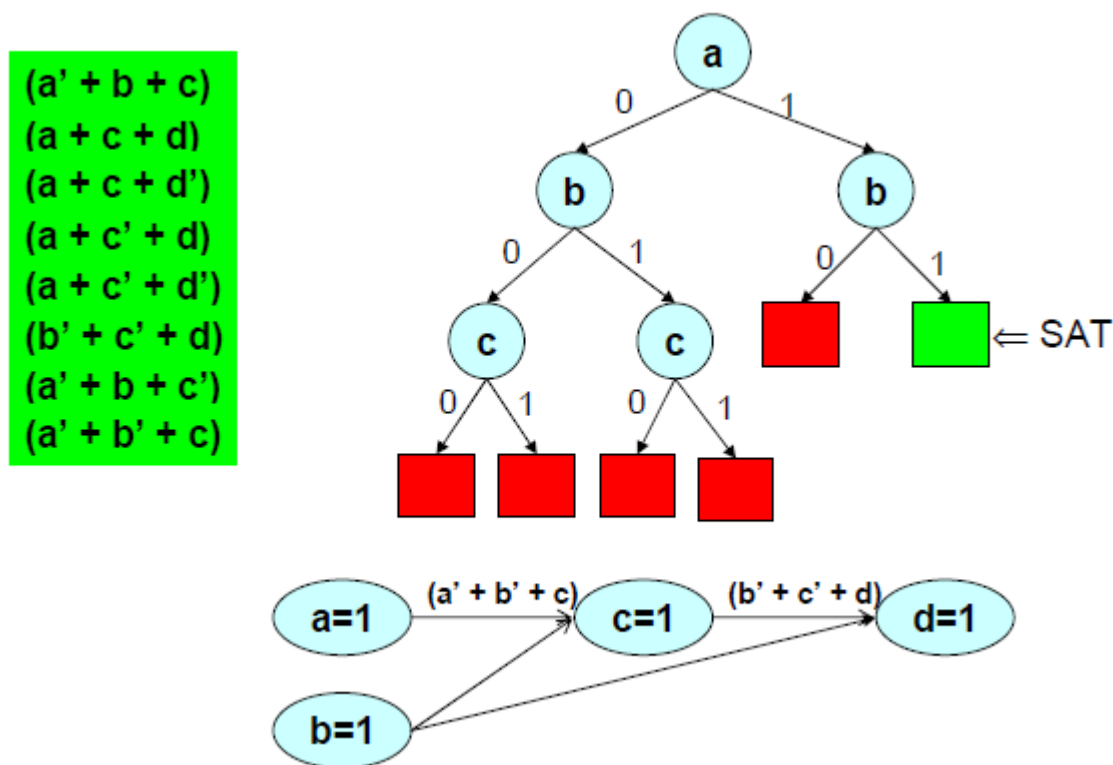 (a' + b + c)
(a + c + d)
(a + c + d')
(a + c' + d)
(a + c' + d')
(b' + c' + d)
(a' + b + c')
(a' + b' + c)
a
0 1
b b
0 1 0 1
c c ⇐ SAT
0 1 0 1
(a' + b' + c) (b' + c' + d)
a=1 c=1 d=1
b=1